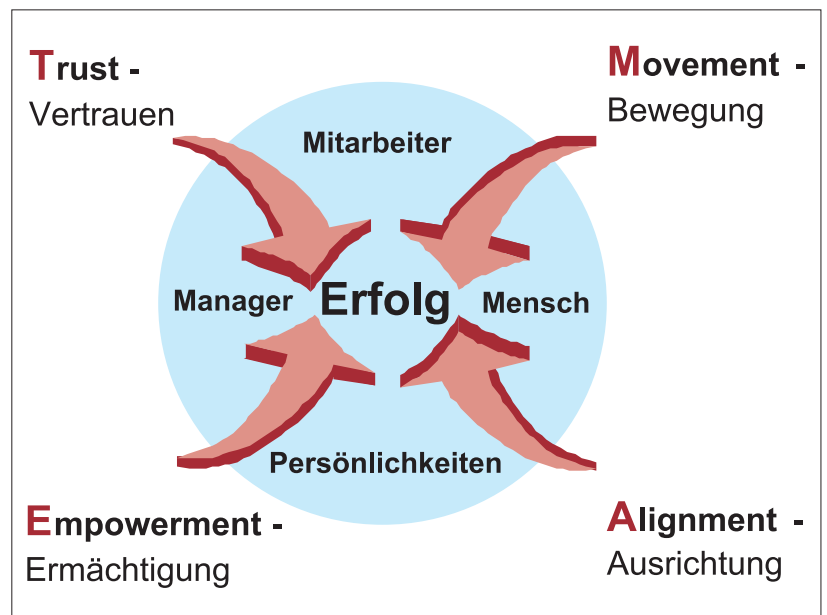 Trust -
Vertrauen
Movement -
Bewegung
Mitarbeiter
Manager
Erfolg
Mensch
Persönlichkeiten
Empowerment -
Ermächtigung
Alignment -
Ausrichtung